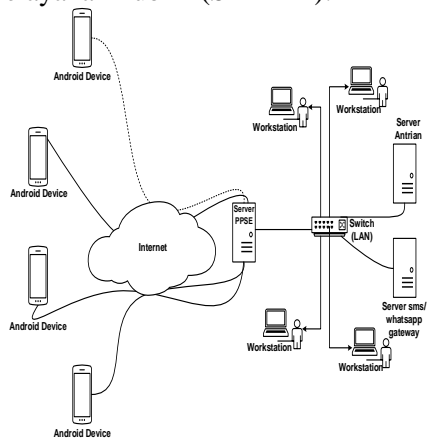 Android Device
Workstation
Workstation
Server
Antrian
Android Device
Server
PPSE
Internet
Switch
(LAN)
Android Device
Server sms/
whatsapp
gateway
Workstation
Workstation
Android Device